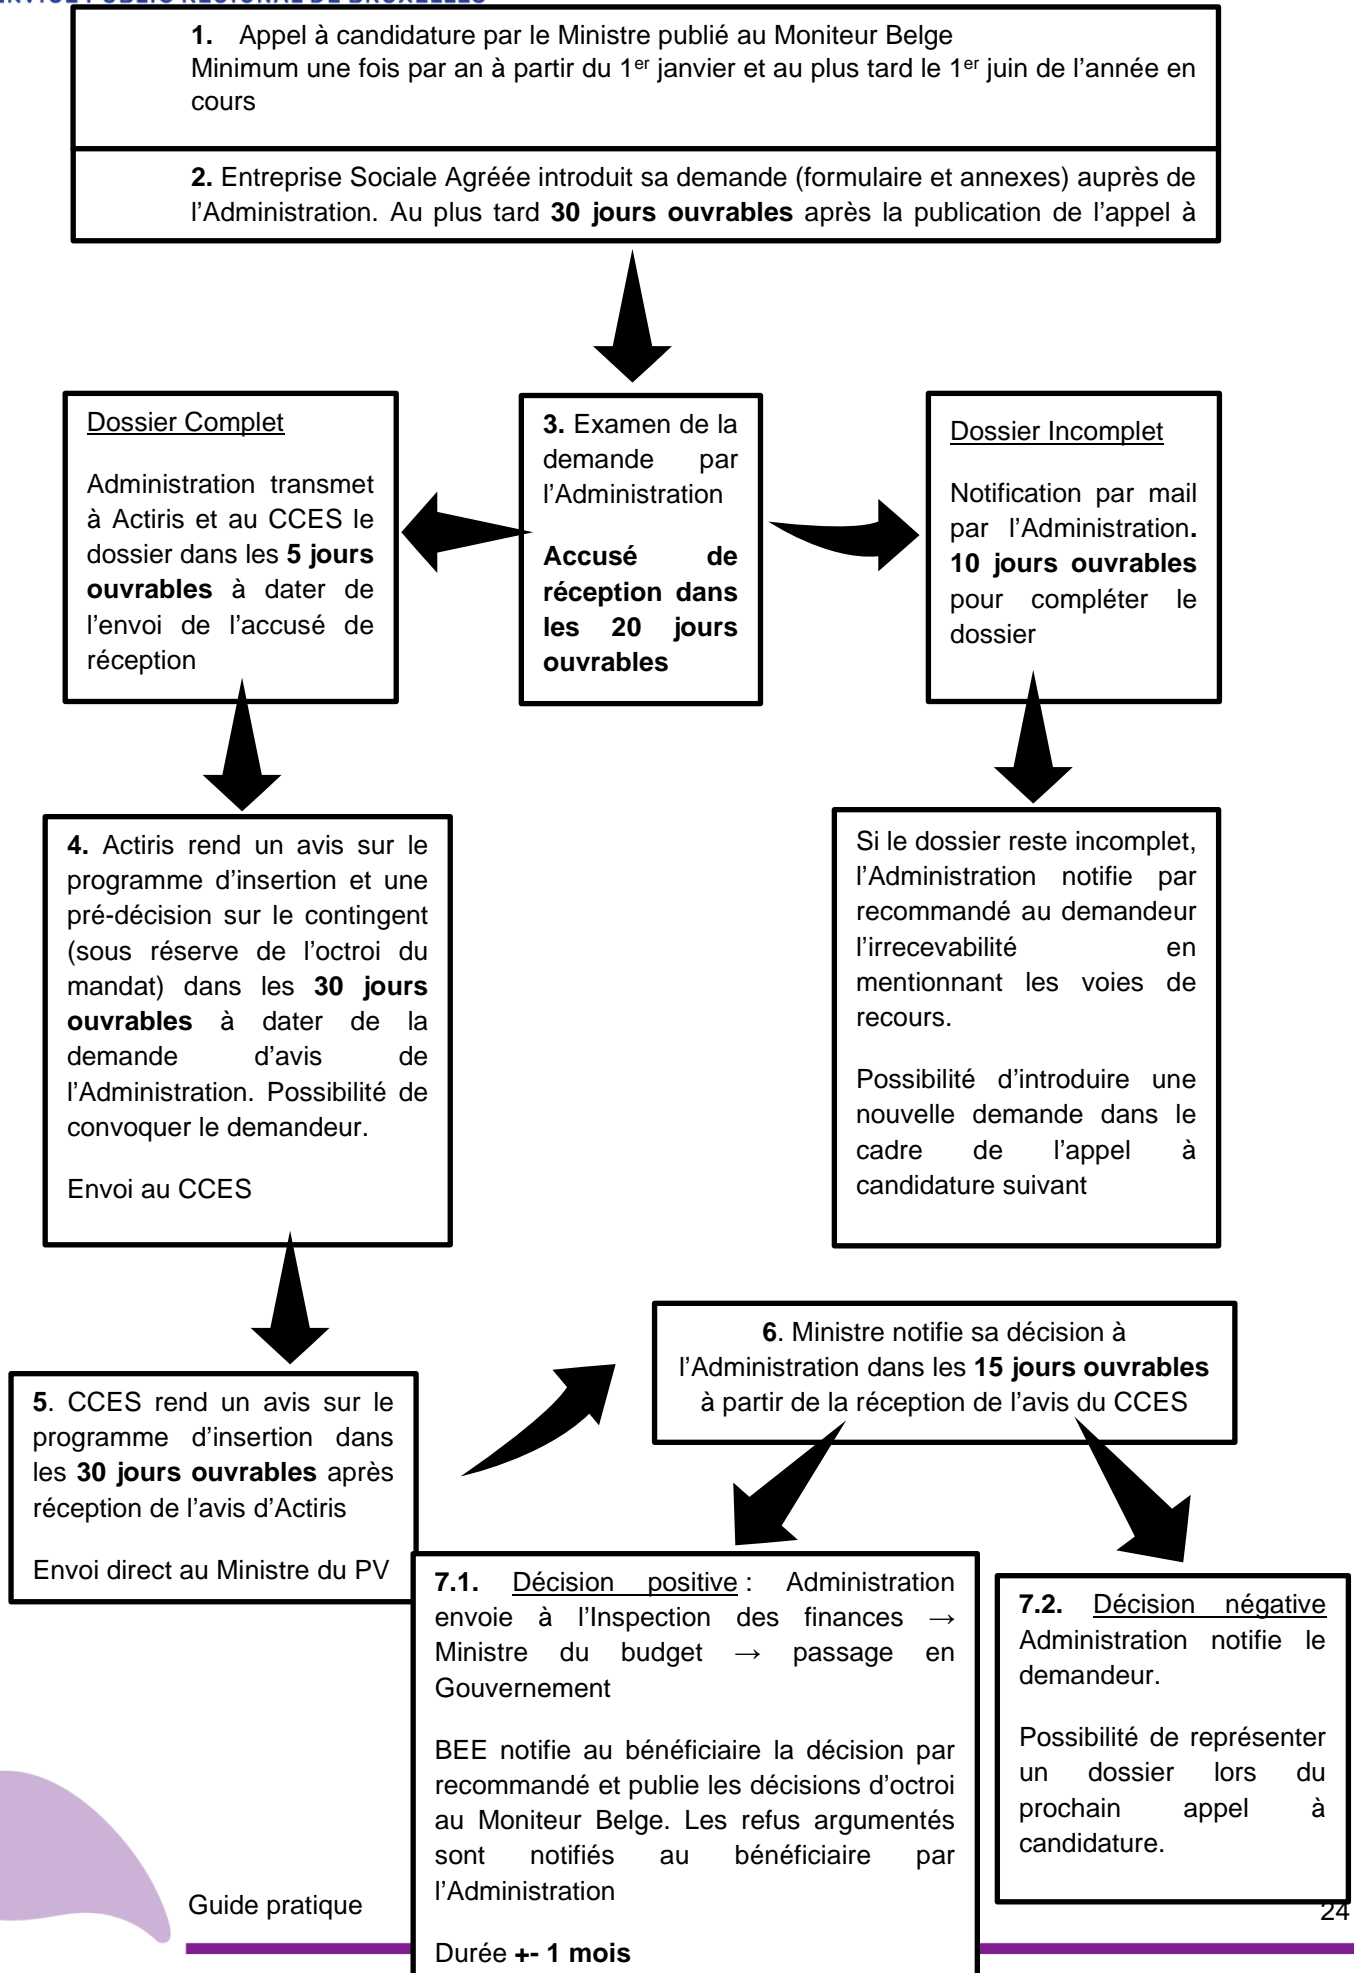 SERVICE PUBLIC REGIONAL DE BRUXELLES
1. Appel à candidature par le Ministre publié au Moniteur Belge
Minimum une fois par an à partir du 1er janvier et au plus tard le 1er juin de l’année en
cours
2. Entreprise Sociale Agréée introduit sa demande (formulaire et annexes) auprès de
l’Administration. Au plus tard 30 jours ouvrables après la publication de l’appel à
Dossier Complet
Administration transmet
à Actiris et au CCES le
dossier dans les 5 jours
ouvrables à dater de
l’envoi de l’accusé de
réception
3. Examen de la
demande par
l’Administration
Accusé de
réception dans
les 20 jours
ouvrables
Dossier Incomplet
Notification par mail
par l’Administration.
10 jours ouvrables
pour compléter le
dossier
4. Actiris rend un avis sur le
programme d’insertion et une
pré-décision sur le contingent
(sous réserve de l’octroi du
mandat) dans les 30 jours
ouvrables à dater de la
demande d’avis de
l’Administration. Possibilité de
convoquer le demandeur.
Envoi au CCES
Si le dossier reste incomplet,
l’Administration notifie par
recommandé au demandeur
l’irrecevabilité en
mentionnant les voies de
recours.
Possibilité d’introduire une
nouvelle demande dans le
cadre de l’appel à
candidature suivant
5. CCES rend un avis sur le
programme d’insertion dans
les 30 jours ouvrables après
réception de l’avis d’Actiris
Envoi direct au Ministre du PV
6. Ministre notifie sa décision à
l’Administration dans les 15 jours ouvrables
à partir de la réception de l’avis du CCES
7.1. Décision positive : Administration
envoie à l’Inspection des finances →
Ministre du budget → passage en
Gouvernement
BEE notifie au bénéficiaire la décision par
recommandé et publie les décisions d’octroi
au Moniteur Belge. Les refus argumentés
sont notifiés au bénéficiaire par
l’Administration
Durée +- 1 mois
7.2. Décision négative
Administration notifie le
demandeur.
Possibilité de représenter
un dossier lors du
prochain appel à
candidature.
Guide pratique
24